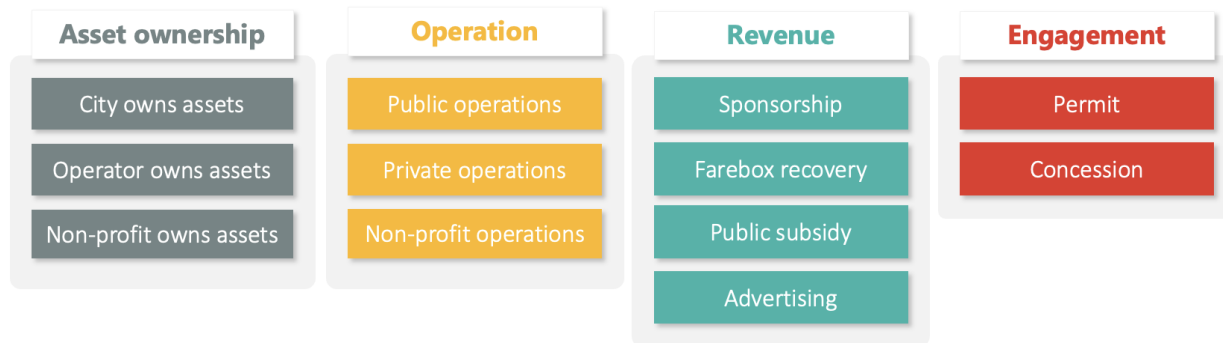 Asset ownership
City owns assets
Operator owns assets
Non-profit owns assets
Operation
Public operations
Private operations
Non-profit operations
Revenue
Sponsorship
Farebox recovery
Public subsidy
Advertising
Engagement
Permit
Concession